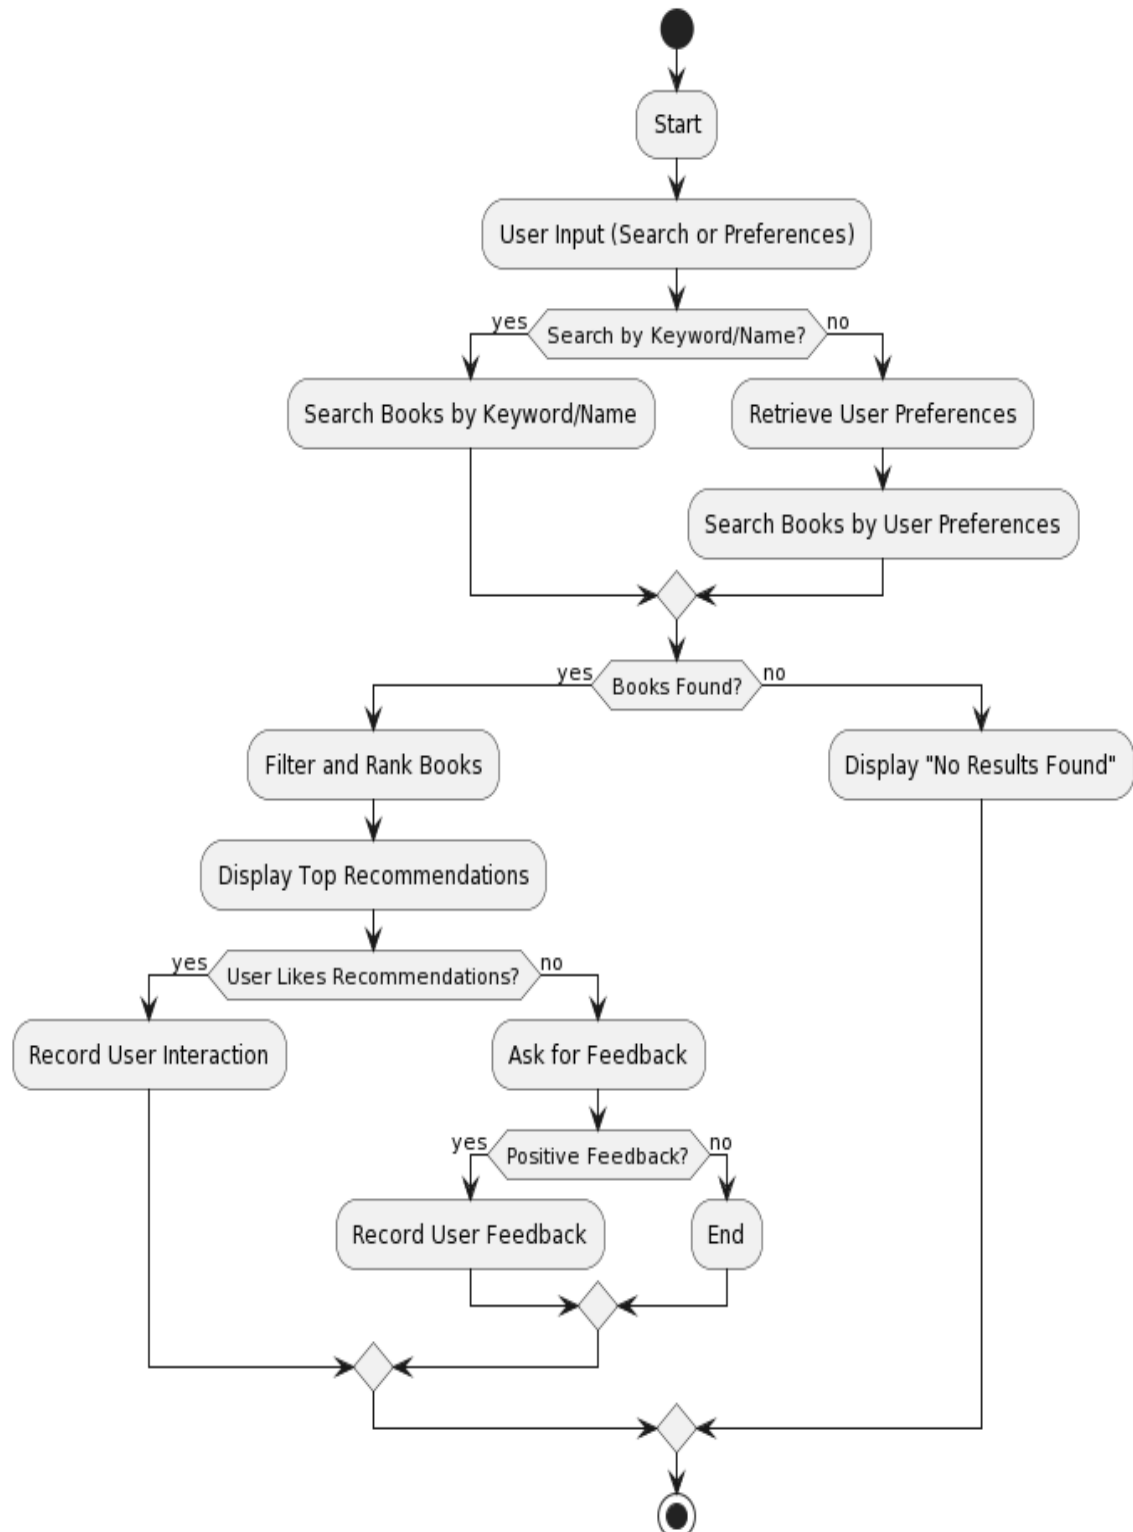 Start
User Input (Search or Preferences)
yes
Search by Keyword/Name?
no
Search Books by Keyword/Name
Retrieve User Preferences
Search Books by User Preferences
yes
Books Found?
no
Filter and Rank Books
Display "No Results Found"
Display Top Recommendations
yes
User Likes Recommendations?
no
Record User Interaction
Ask for Feedback
yes
Positive Feedback?
no
Record User Feedback
End